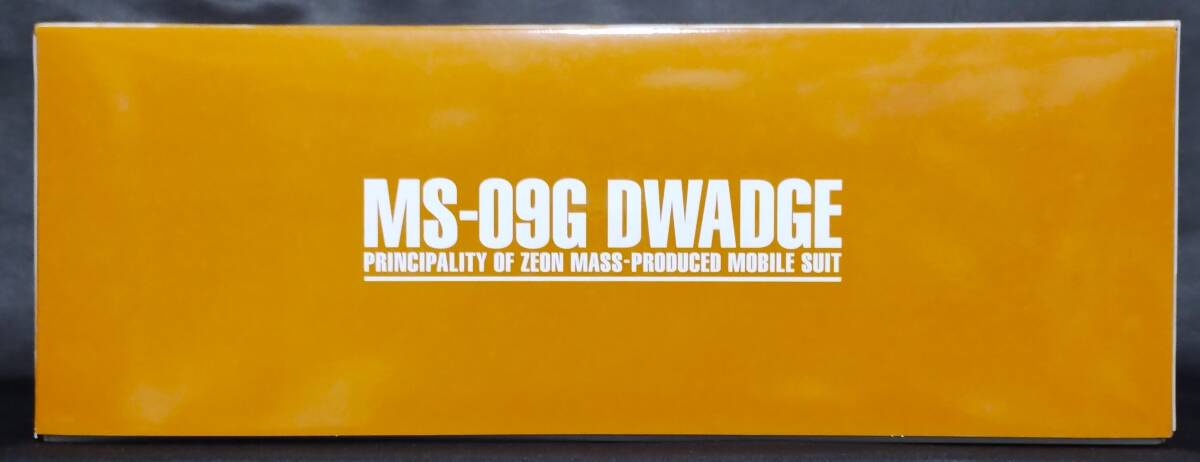 MS-09G DWADGE
PRINCIPALITY OF ZEON MASS-PRODUCED MOBILE SUIT